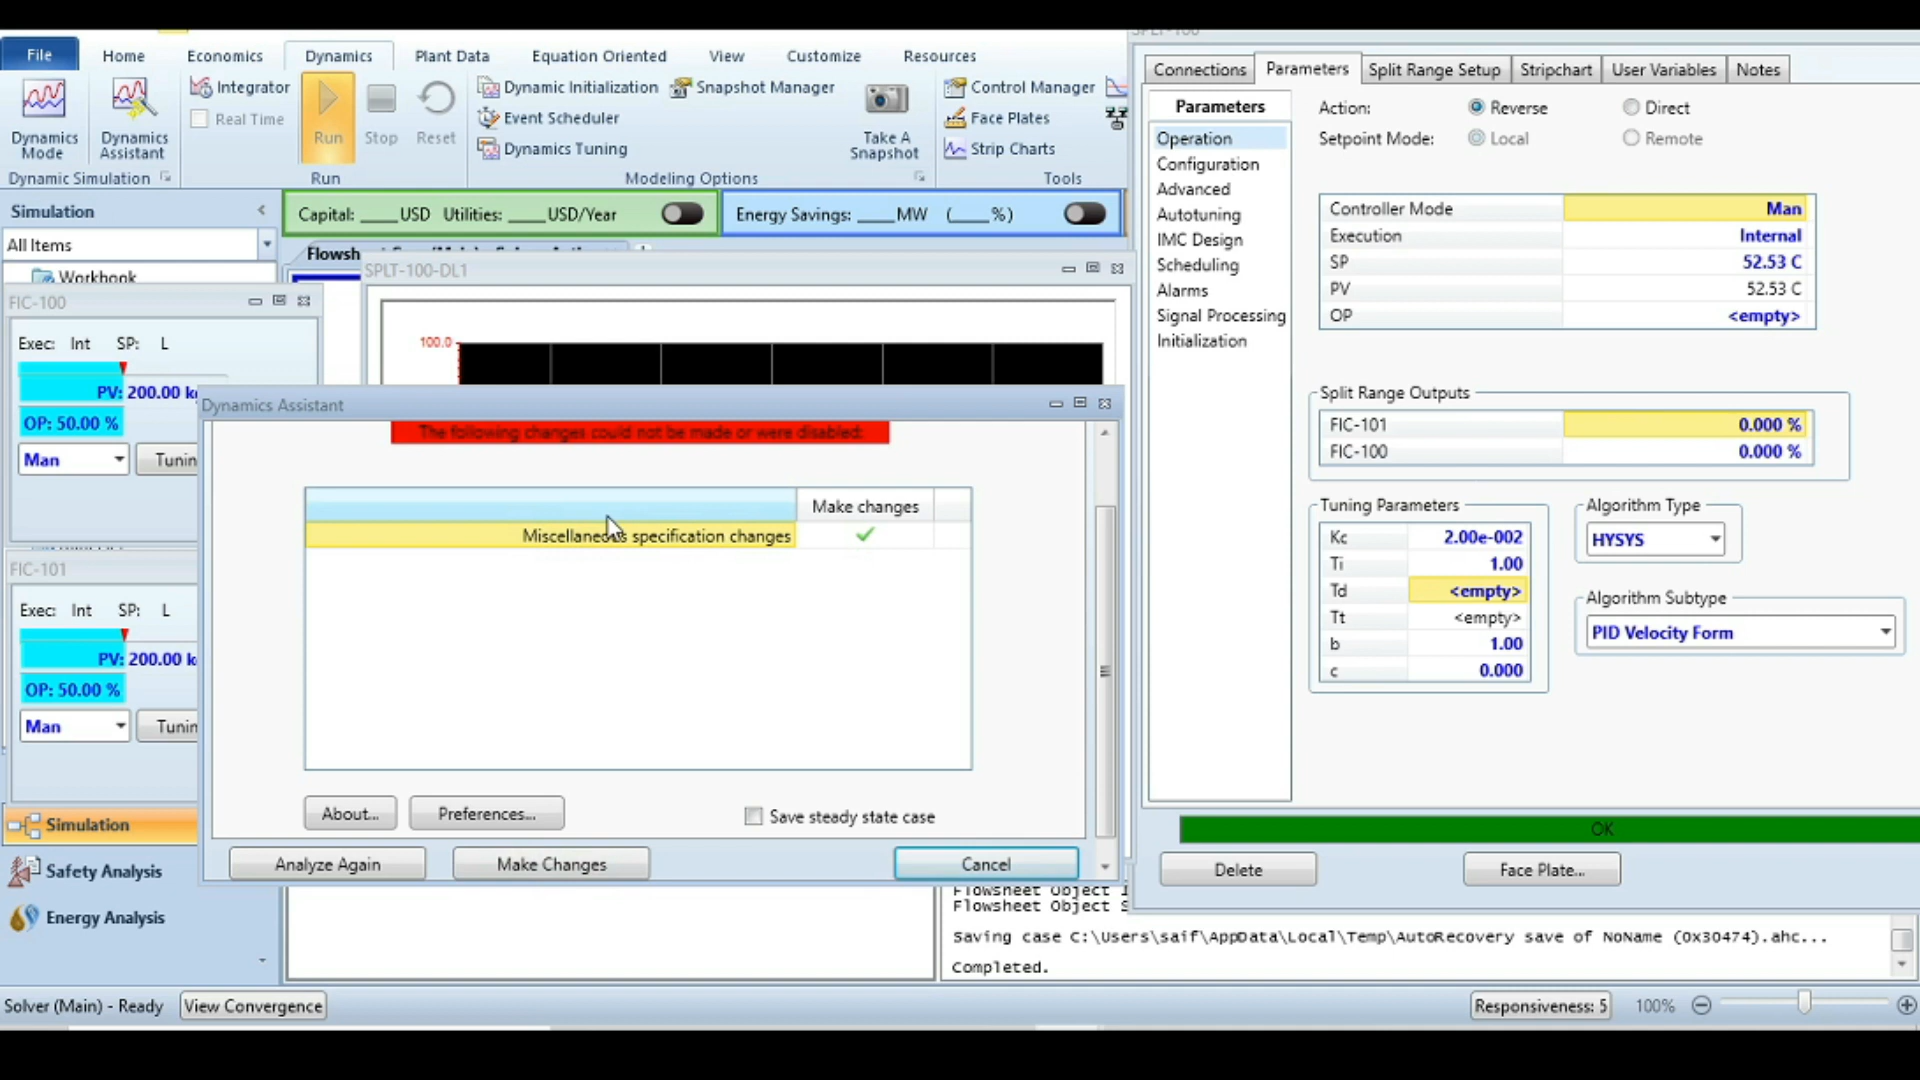 File
Home
Economics
Dynamics
Plant Data
Equation Oriented
View
Customize
Resources
Dynamics Mode
Dynamics Assistant
Integrator
Real Time
Run
Stop
Reset
Dynamic Initialization
Snapshot Manager
Event Scheduler
Dynamics Tuning
Take A Snapshot
Control Manager
Face Plates
Strip Charts
Dynamic Simulation
Run
Modeling Options
Tools
Simulation
All Items
Workbook
Capital: ____USD Utilities: ____USD/Year
Energy Savings: ____MW (____%)
SPLT-100-DL1
100.0
FIC-100
Exec: Int SP: L
PV: 200.00
OP: 50.00 %
Man
FIC-101
Exec: Int SP: L
PV: 200.00
OP: 50.00 %
Man
Simulation
Safety Analysis
Energy Analysis
Dynamics Assistant
The following changes could not be made or were disabled:
Make changes
Miscellaneous specification changes
About...
Preferences...
Save steady state case
Analyze Again
Make Changes
Cancel
Flowsheet Object
Flowsheet Object
Saving case C:\Users\saif\AppData\Local\Temp\AutoRecovery save of NoName (0x30474).ahc...
Completed.
Solver (Main) - Ready
View Convergence
Responsiveness: 5
100%
Connections
Parameters
Split Range Setup
Stripchart
User Variables
Notes
Parameters
Operation
Configuration
Advanced
Autotuning
IMC Design
Scheduling
Alarms
Signal Processing
Initialization
Action:
Reverse
Direct
Setpoint Mode:
Local
Remote
Controller Mode Man
Execution Internal
SP 52.53 C
PV 52.53 C
OP <empty>
Split Range Outputs
FIC-101 0.000 %
FIC-100 0.000 %
Tuning Parameters
Kc 2.00e-002
Ti 1.00
Td <empty>
Tt <empty>
b 1.00
c 0.000
Algorithm Type
HYSYS
Algorithm Subtype
PID Velocity Form
OK
Delete
Face Plate...